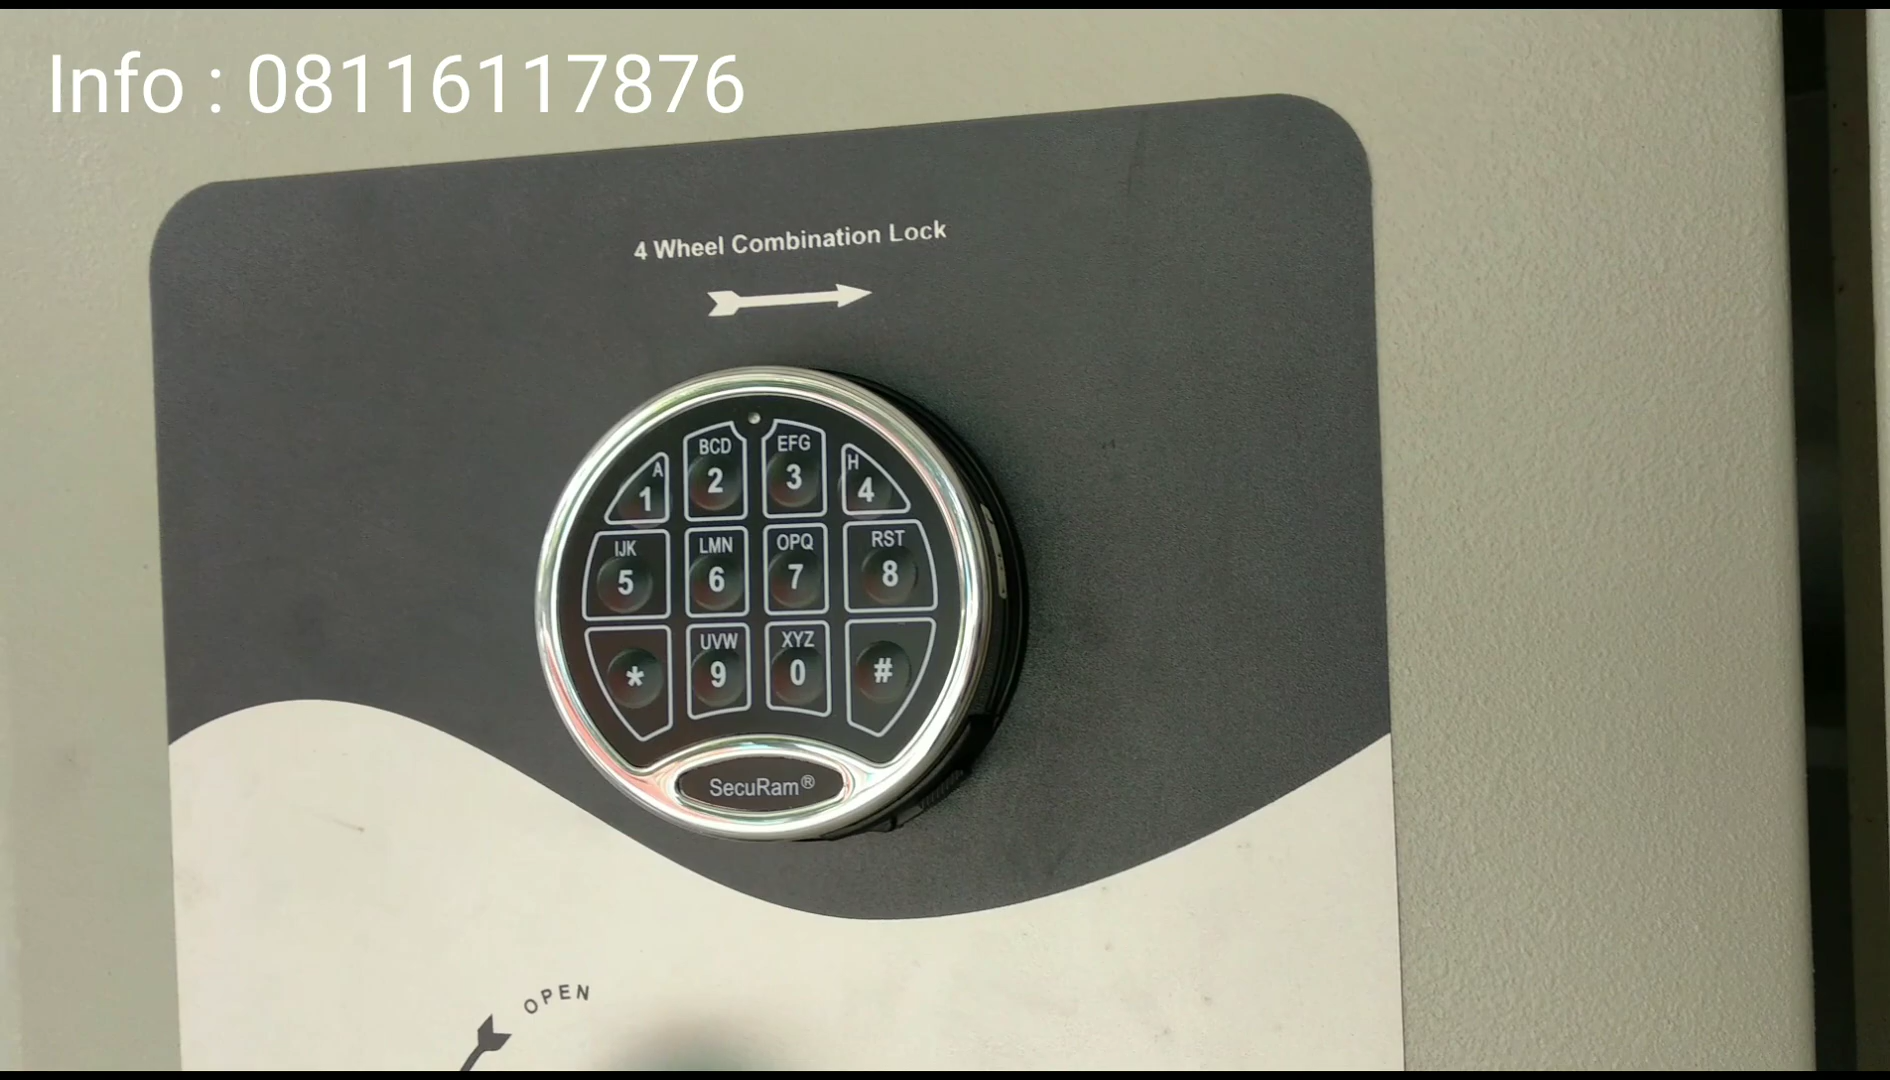 Info : 08116117876
4 Wheel Combination Lock
A
1
BCD
2
EFG
3
H
4
IJK
5
LMN
6
OPQ
7
RST
8
*
UVW
9
XYZ
0
#
SecuRam®
OPEN